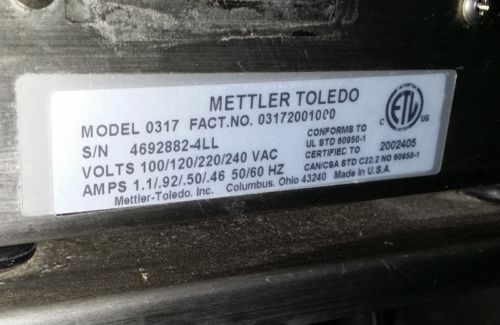 METTLER TOLEDO
MODEL 0317 FACT.NO. 03172001000
S/N 4692882-4LL
VOLTS 100/120/220/240 VAC
AMPS 1.1/.92/.50/.46 50/60 HZ
Mettler-Toledo, Inc. Columbus, Ohio 43240 Made in U.S.A.
CONFORMS TO
UL STD 60950-1
CERTIFIED TO
CAN/CSA STD C22.2 NO 60950-1
ETL
C US
2002405